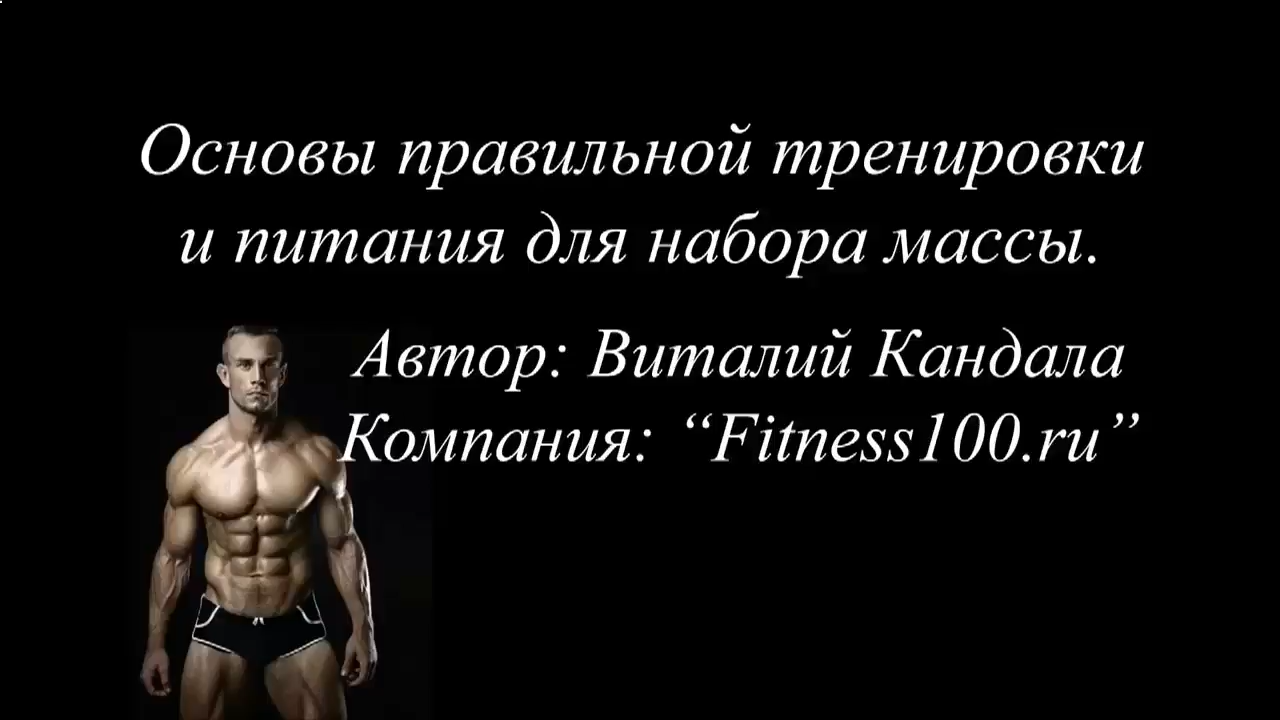 Основы правильной тренировки
и питания для набора массы.
Автор: Виталий Кандала
Компания: “Fitness100.ru”